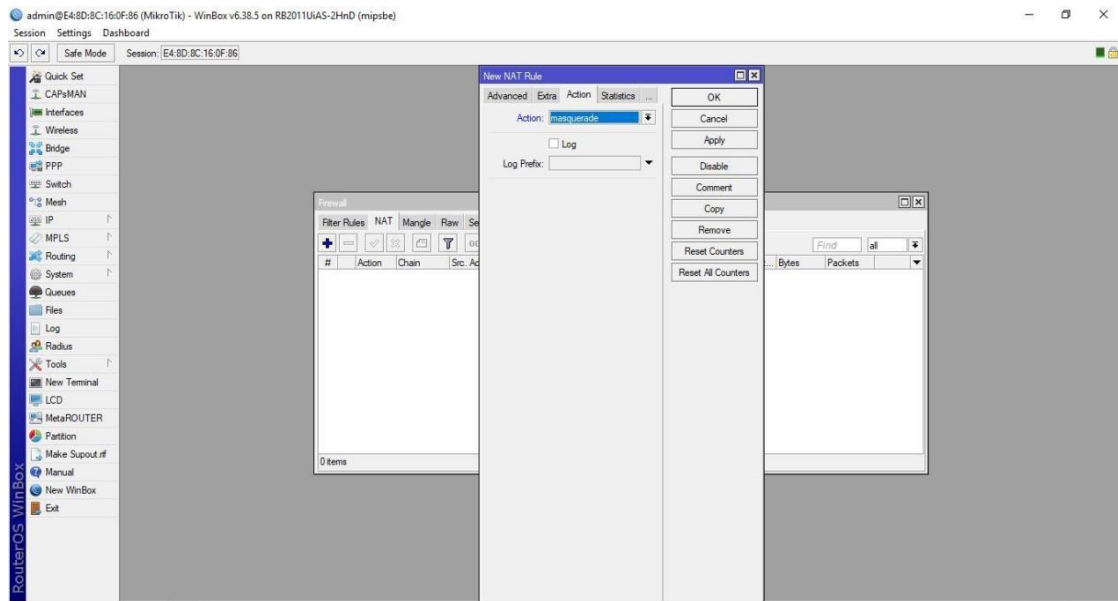 admin@E4:8D:8C:16:0F:86 (MikroTik) - WinBox v6.38.5 on RB2011UiAS-2HnD (mipsbe)
Session Settings Dashboard
Safe Mode Session: E4:8D:8C:16:0F:86
Quick Set
CAPsMAN
Interfaces
Wireless
Bridge
PPP
Switch
Mesh
IP
MPLS
Routing
System
Queues
Files
Log
Radius
Tools
New Terminal
LCD
MetaROUTER
Partition
Make Supout.rif
Manual
New WinBox
Exit
RouterOS WinBox
Firewall
Filter Rules NAT Mangle Raw Se
Find all
# Action Chain Src. Ad ... Bytes Packets
0 items
New NAT Rule
Advanced Extra Action Statistics ...
Action: masquerade
Log
Log Prefix:
OK
Cancel
Apply
Disable
Comment
Copy
Remove
Reset Counters
Reset All Counters